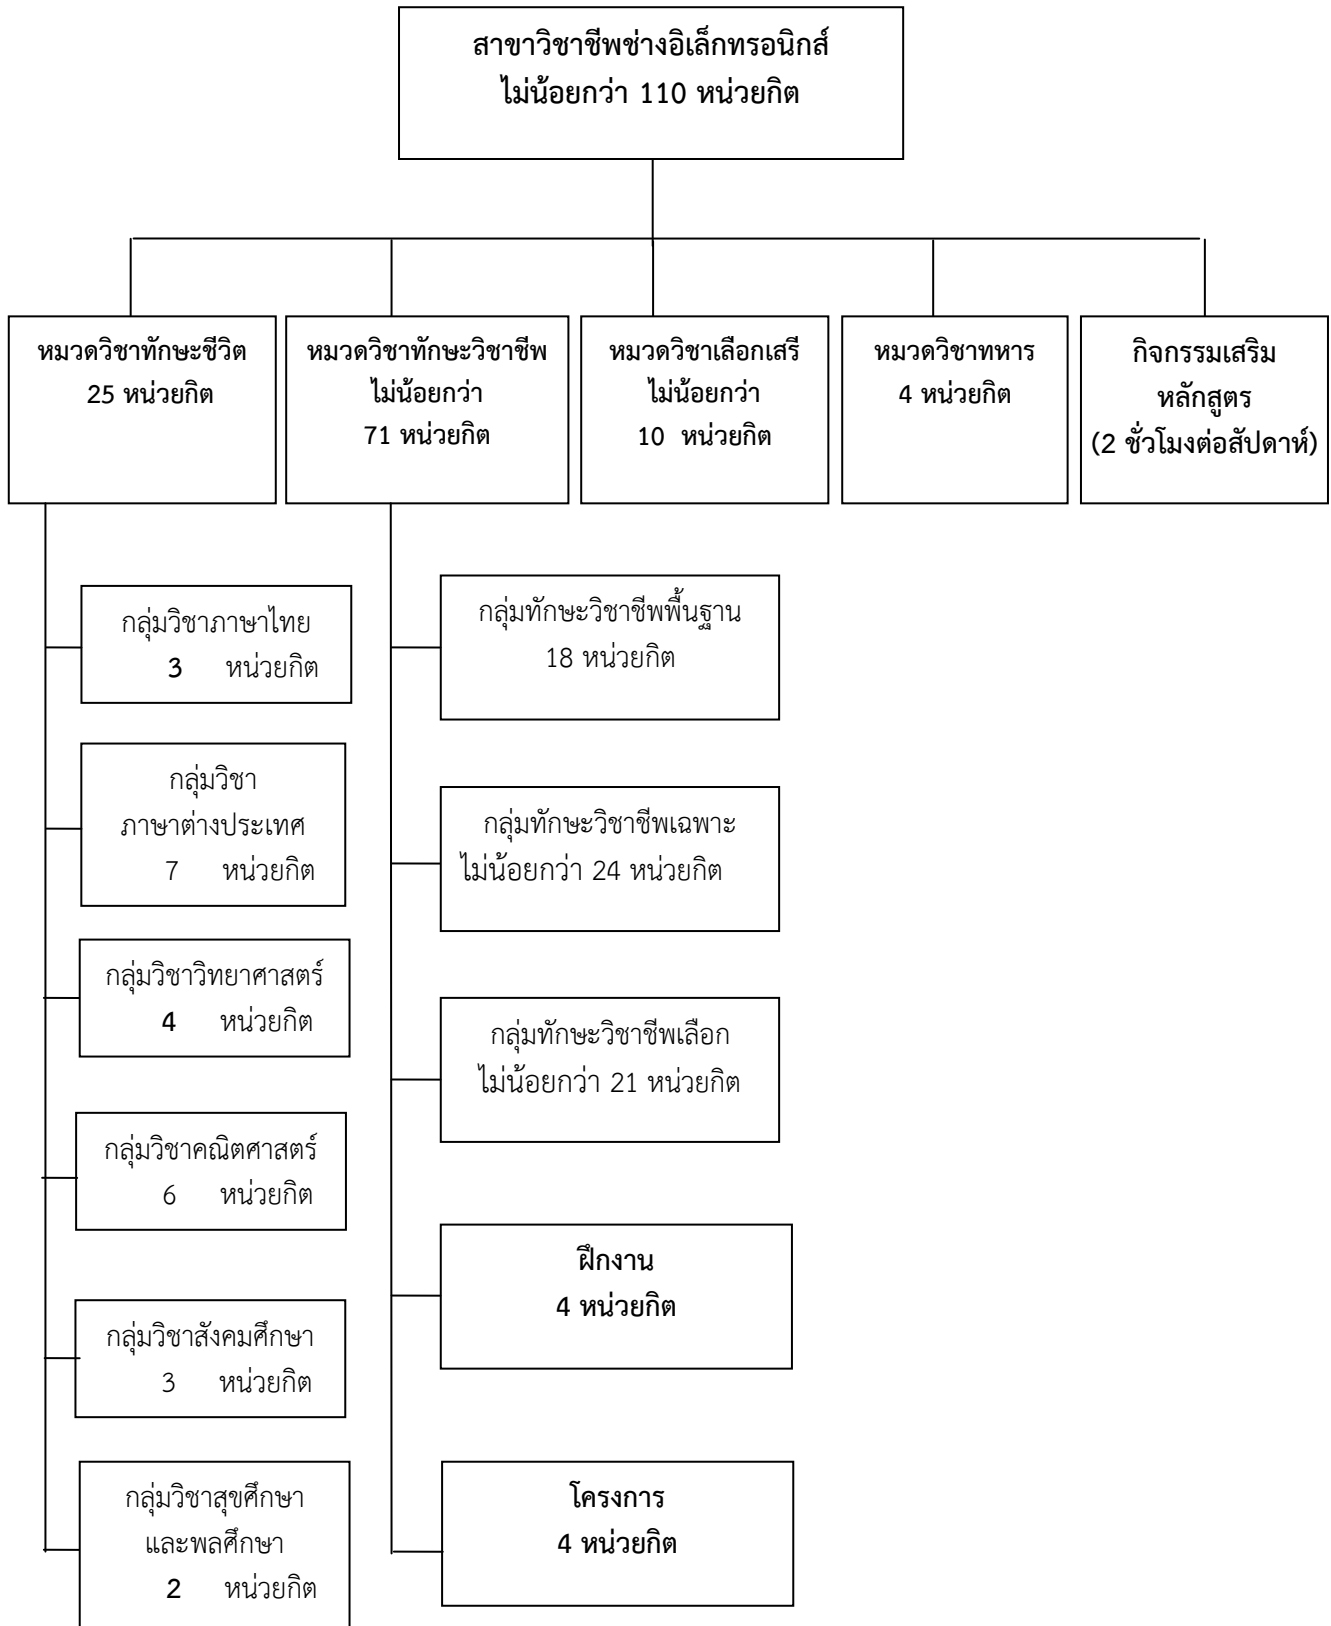 สาขาวิชาชีพช่างอิเล็กทรอนิกส์
ไม่น้อยกว่า 110 หน่วยกิต
หมวดวิชาทักษะชีวิต
25 หน่วยกิต
หมวดวิชาทักษะวิชาชีพ
ไม่น้อยกว่า
71 หน่วยกิต
หมวดวิชาเลือกเสรี
ไม่น้อยกว่า
10 หน่วยกิต
หมวดวิชาทหาร
4 หน่วยกิต
กิจกรรมเสริม
หลักสูตร
(2 ชั่วโมงต่อสัปดาห์)
กลุ่มวิชาภาษาไทย
3 หน่วยกิต
กลุ่มวิชา
ภาษาต่างประเทศ
7 หน่วยกิต
กลุ่มวิชาวิทยาศาสตร์
4 หน่วยกิต
กลุ่มวิชาคณิตศาสตร์
6 หน่วยกิต
กลุ่มวิชาสังคมศึกษา
3 หน่วยกิต
กลุ่มวิชาสุขศึกษา
และพลศึกษา
2 หน่วยกิต
กลุ่มทักษะวิชาชีพพื้นฐาน
18 หน่วยกิต
กลุ่มทักษะวิชาชีพเฉพาะ
ไม่น้อยกว่า 24 หน่วยกิต
กลุ่มทักษะวิชาชีพเลือก
ไม่น้อยกว่า 21 หน่วยกิต
ฝึกงาน
4 หน่วยกิต
โครงการ
4 หน่วยกิต